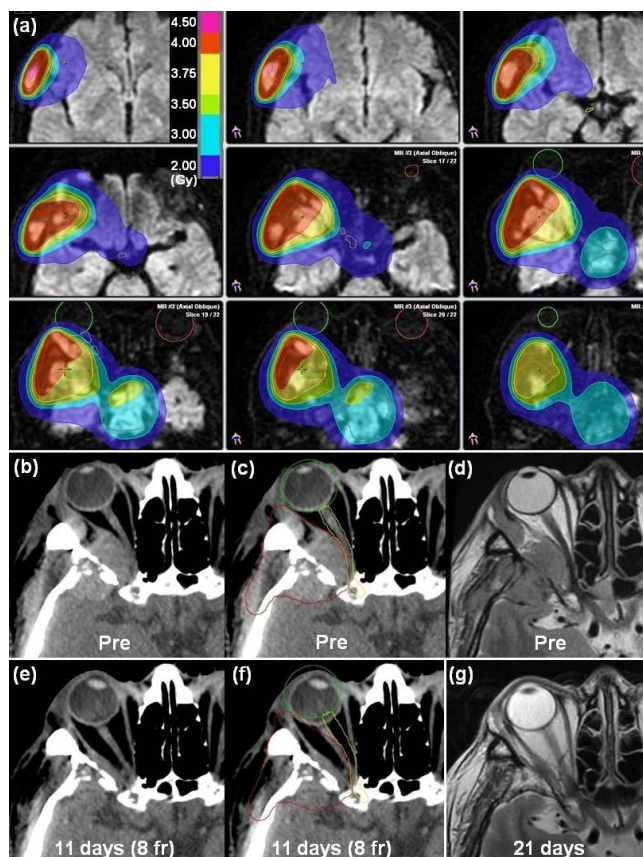 (a)
4.50
4.00
3.75
3.50
3.00
2.00
(Gy)
MR #3 (Axial Oblique)
Slice 17 / 22
MR #3 (Axial Oblique)
Slice 19 / 22
MR #3 (Axial Oblique)
Slice 20 / 22
(b)
Pre
(c)
Pre
(d)
Pre
(e)
11 days (8 fr)
(f)
11 days (8 fr)
(g)
21 days